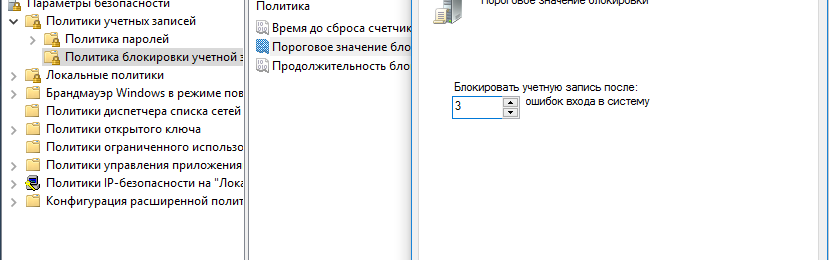 Параметры безопасности
Политики учетных записей
Политика паролей
Политика блокировки учетной з
Локальные политики
Брандмауэр Windows в режиме пов
Политики диспетчера списка сетей
Политики открытого ключа
Политики ограниченного использо
Политики управления приложения
Политики IP-безопасности на "Лока
Конфигурация расширенной полит
Политика
Время до сброса счетчик
Пороговое значение бло
Продолжительность бло
Пороговое значение блокировки
Блокировать учетную запись после:
3 ошибок входа в систему